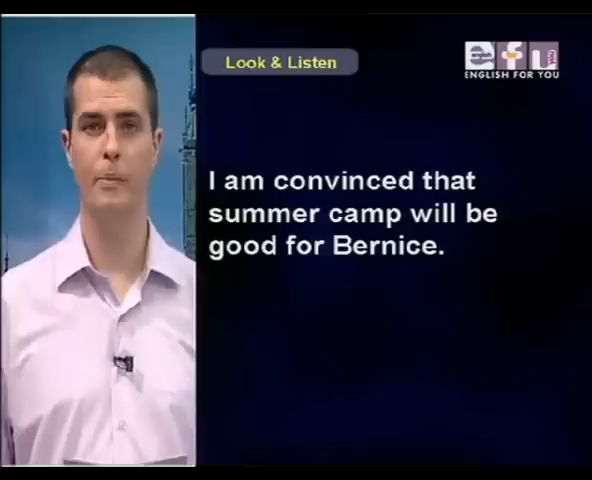 Look & Listen
efu
ENGLISH FOR YOU
I am convinced that
summer camp will be
good for Bernice.